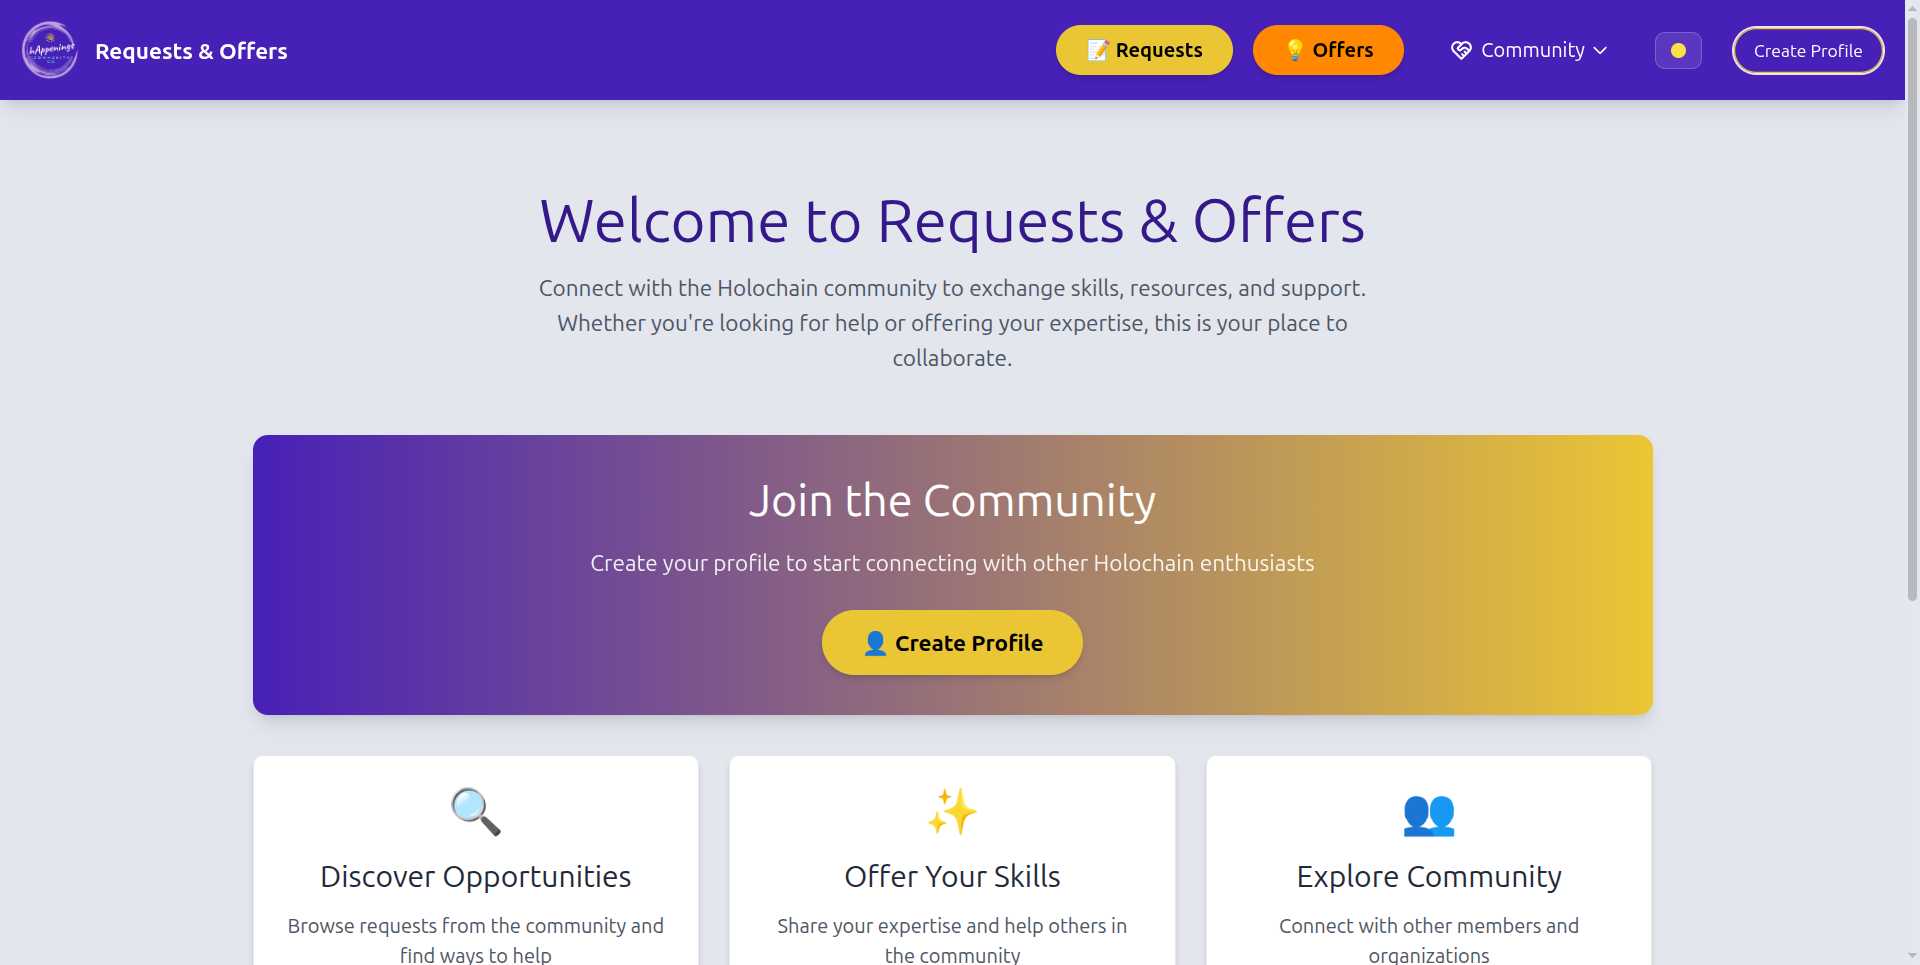 hAppenings
COMMUNITY
Requests & Offers
Requests
Offers
Community
Create Profile
Welcome to Requests & Offers
Connect with the Holochain community to exchange skills, resources, and support.
Whether you're looking for help or offering your expertise, this is your place to
collaborate.
Join the Community
Create your profile to start connecting with other Holochain enthusiasts
Create Profile
Discover Opportunities
Browse requests from the community and
find ways to help
Offer Your Skills
Share your expertise and help others in
the community
Explore Community
Connect with other members and
organizations